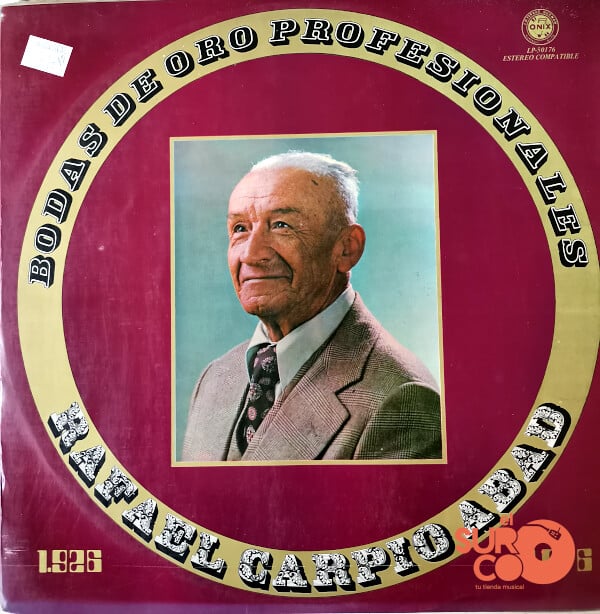 BODAS DE ORO PROFESIONALES
ONIX
LP-50176
ESTEREO COMPATIBLE
RAFAEL CARPIO ABAD
1.926
6
El
SURCO
tu tienda musical